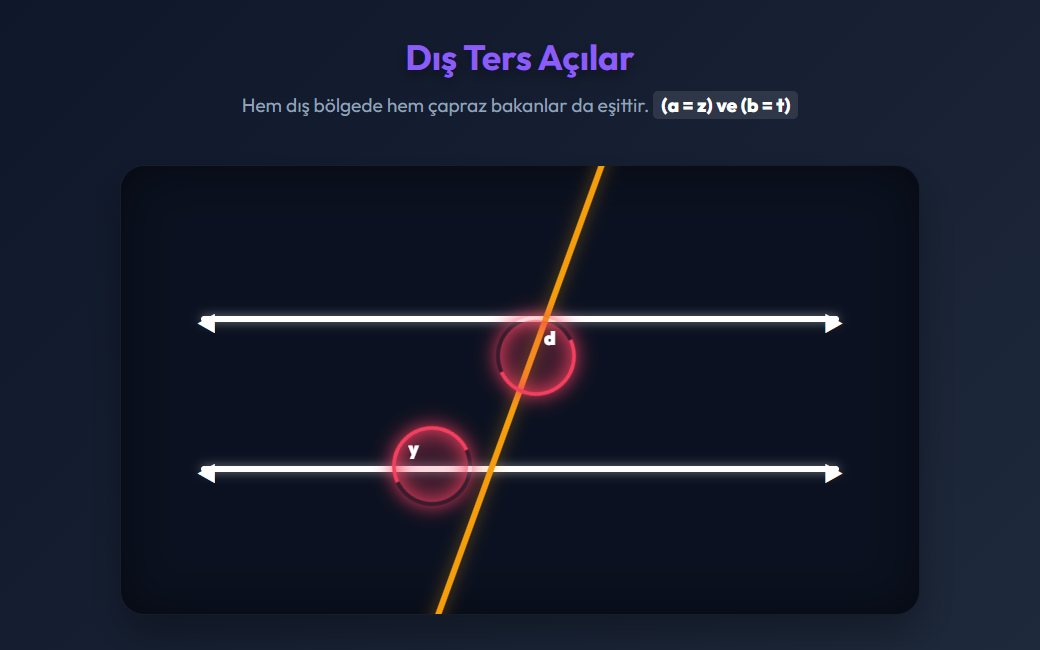 Dış Ters Açılar
Hem dış bölgede hem çapraz bakanlar da eşittir. (a = z) ve (b = t)
d
y